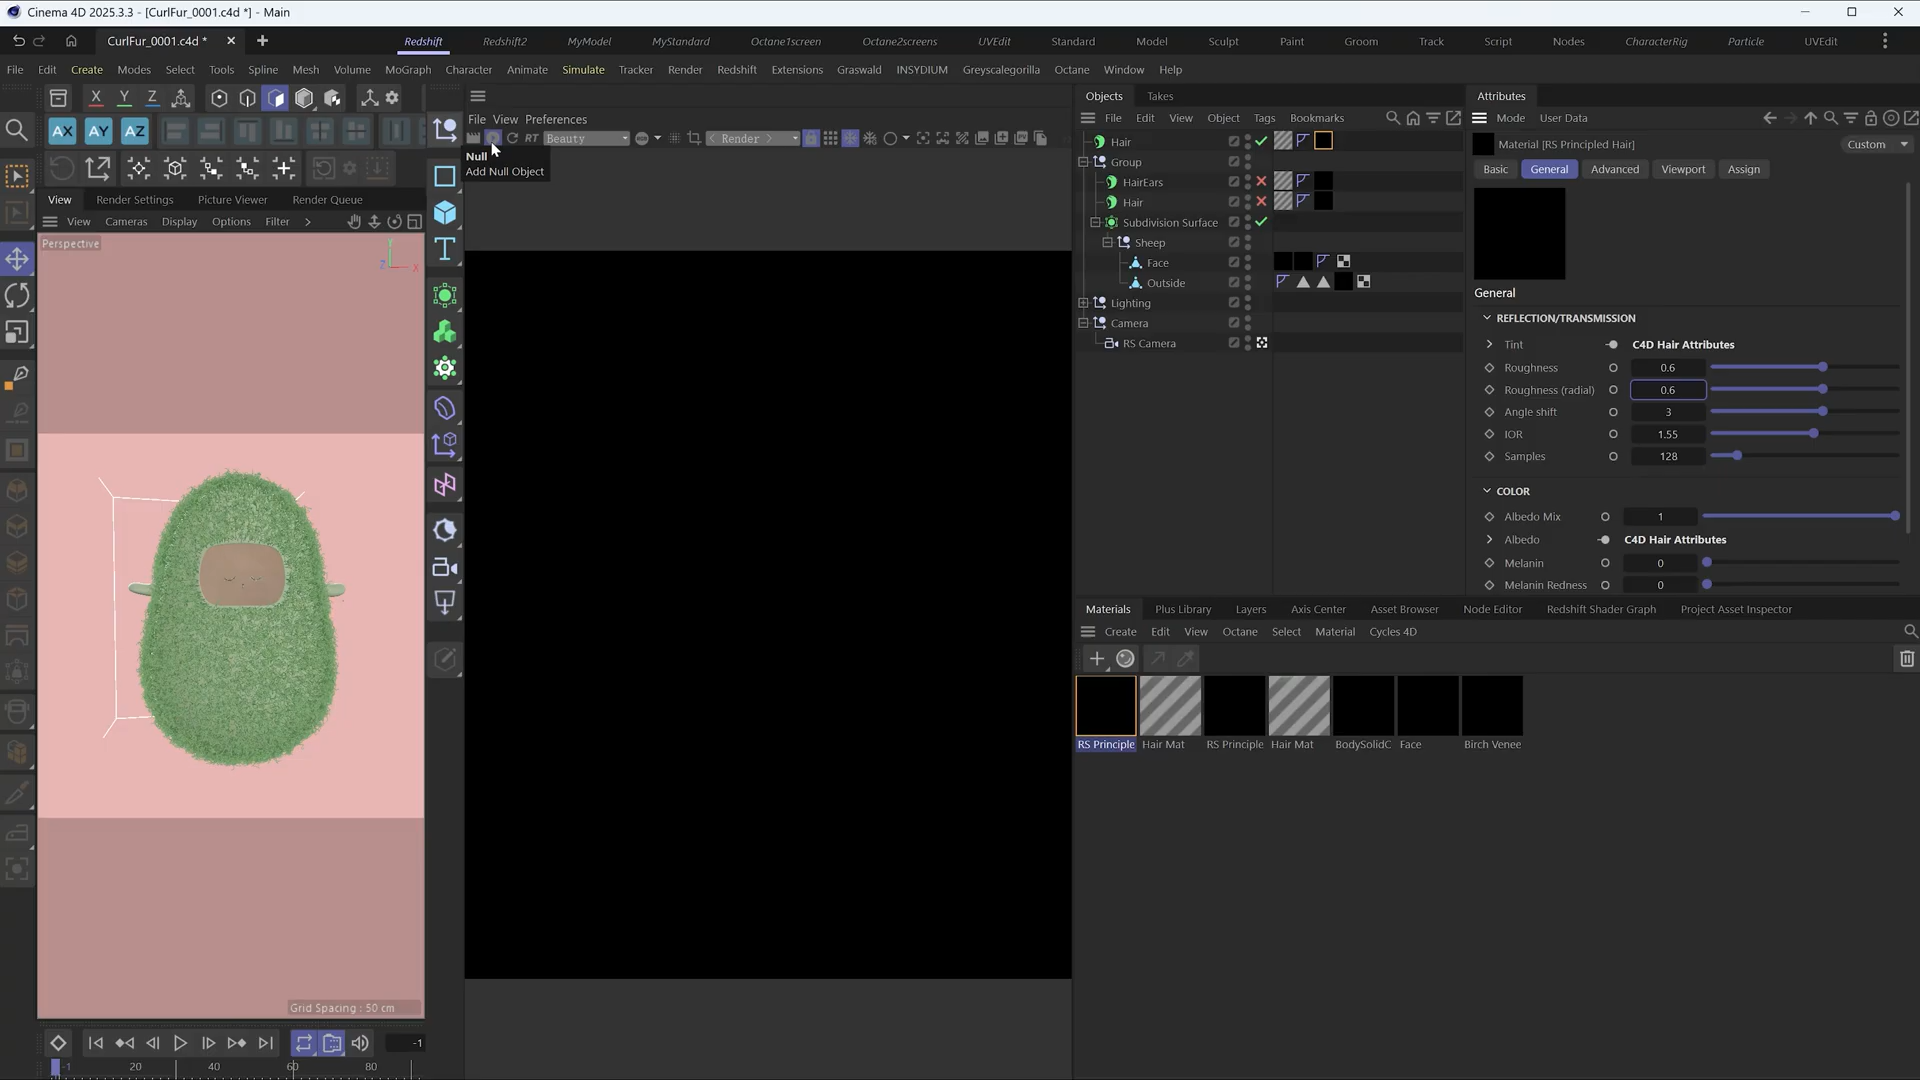 Cinema 4D 2025.3.3 - [CurlFur_0001.c4d *] - Main
CurlFur_0001.c4d *
Redshift
Redshift2
MyModel
MyStandard
Octane1screen
Octane2screens
UVEdit
Standard
Model
Sculpt
Paint
Groom
Track
Script
Nodes
CharacterRig
Particle
UVEdit
File
Edit
Create
Modes
Select
Tools
Spline
Mesh
Volume
MoGraph
Character
Animate
Simulate
Tracker
Render
Redshift
Extensions
Graswald
INSYDIUM
Greyscalegorilla
Octane
Window
Help
X
Y
Z
AX
AY
AZ
View
Render Settings
Picture Viewer
Render Queue
View
Cameras
Display
Options
Filter
Perspective
Y
Z
X
Grid Spacing : 50 cm
-1
-1
20
40
60
80
File
View
Preferences
RT
Beauty
< Render >
Null
Add Null Object
Objects
Takes
File
Edit
View
Object
Tags
Bookmarks
Hair
Group
HairEars
Hair
Subdivision Surface
Sheep
Face
Outside
Lighting
Camera
RS Camera
Attributes
Mode
User Data
Material [RS Principled Hair]
Custom
Basic
General
Advanced
Viewport
Assign
General
REFLECTION/TRANSMISSION
Tint
C4D Hair Attributes
Roughness
0.6
Roughness (radial)
0.6
Angle shift
3
IOR
1.55
Samples
128
COLOR
Albedo Mix
1
Albedo
C4D Hair Attributes
Melanin
0
Melanin Redness
0
Materials
Plus Library
Layers
Axis Center
Asset Browser
Node Editor
Redshift Shader Graph
Project Asset Inspector
Create
Edit
View
Octane
Select
Material
Cycles 4D
RS Principle
Hair Mat
RS Principle
Hair Mat
BodySolidC
Face
Birch Venee